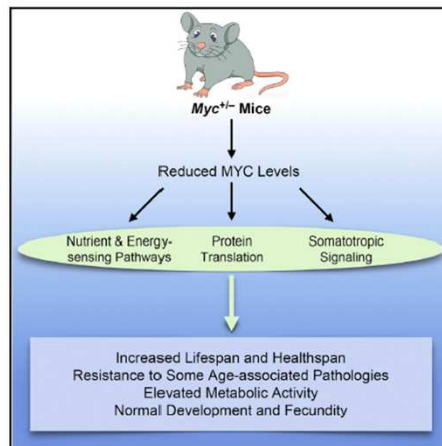 Myc+/– Mice
Reduced MYC Levels
Nutrient & Energy-
sensing Pathways
Protein
Translation
Somatotropic
Signaling
Increased Lifespan and Healthspan
Resistance to Some Age-associated Pathologies
Elevated Metabolic Activity
Normal Development and Fecundity